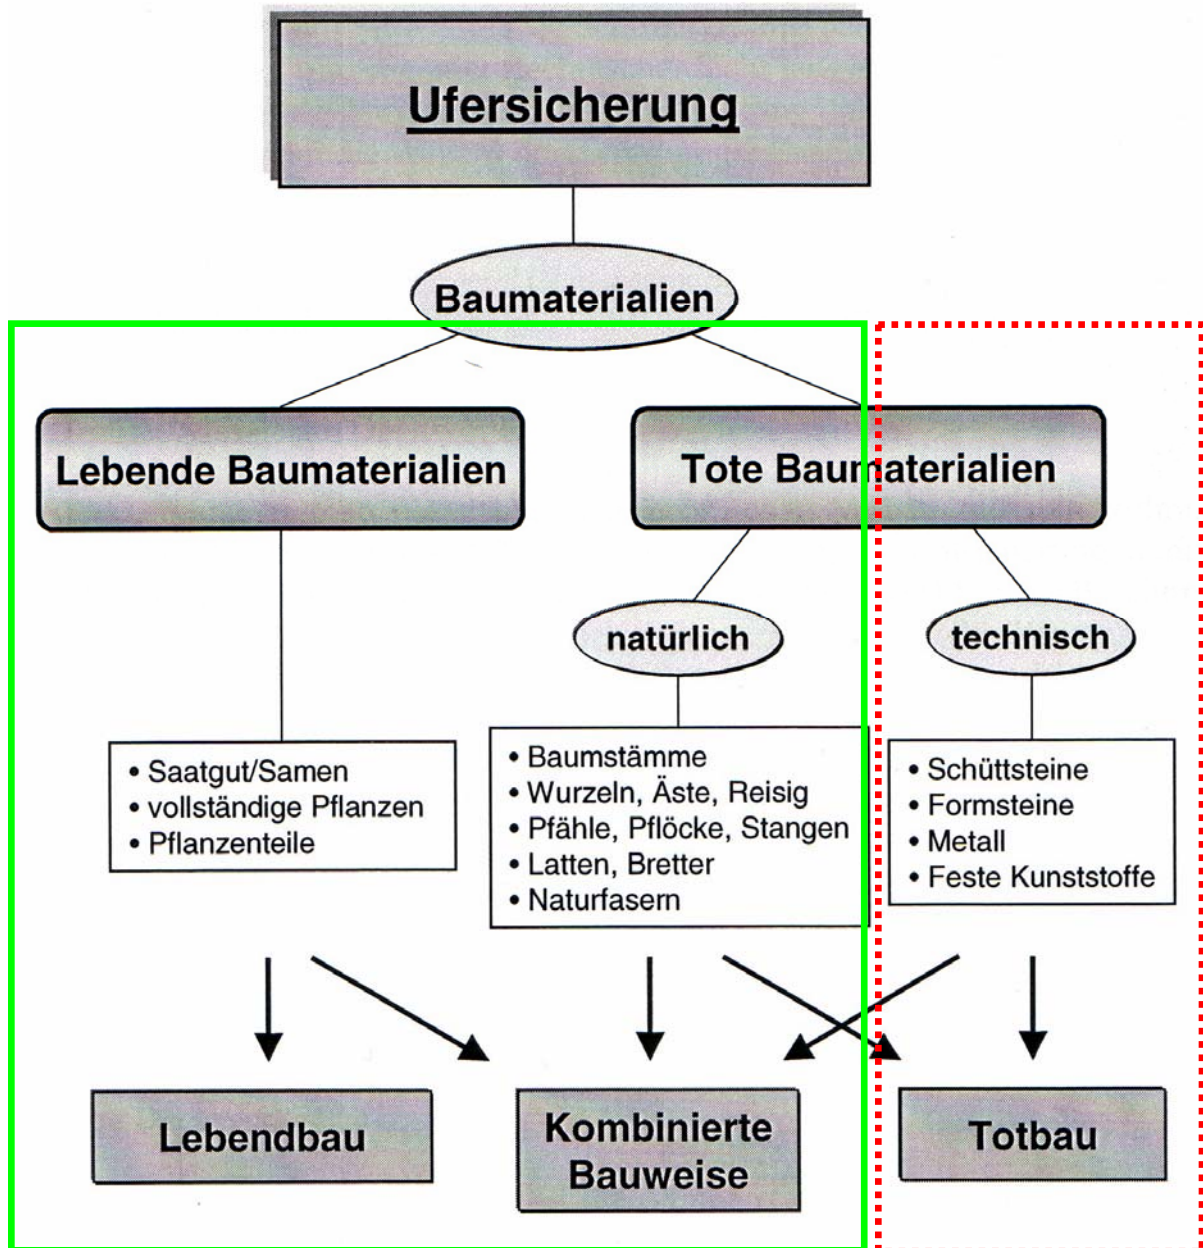 Ufersicherung
Baumaterialien
Lebende Baumaterialien
Tote Baumaterialien
natürlich
technisch
• Saatgut/Samen
• vollständige Pflanzen
• Pflanzenteile
• Baumstämme
• Wurzeln, Äste, Reisig
• Pfähle, Pflöcke, Stangen
• Latten, Bretter
• Naturfasern
• Schüttsteine
• Formsteine
• Metall
• Feste Kunststoffe
Lebendbau
Kombinierte
Bauweise
Totbau